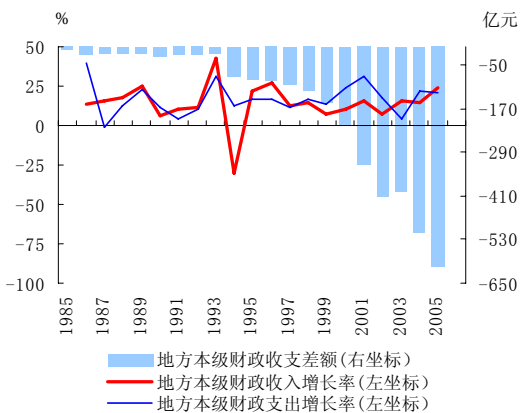 % 亿元
50 -50
25 -170
0 -290
-25
-50 -410
-75 -530
-100 -650
1985 1987 1989 1991 1993 1995 1997 1999 2001 2003 2005
地方本级财政收支差额(右坐标)
地方本级财政收入增长率(左坐标)
地方本级财政支出增长率(左坐标)